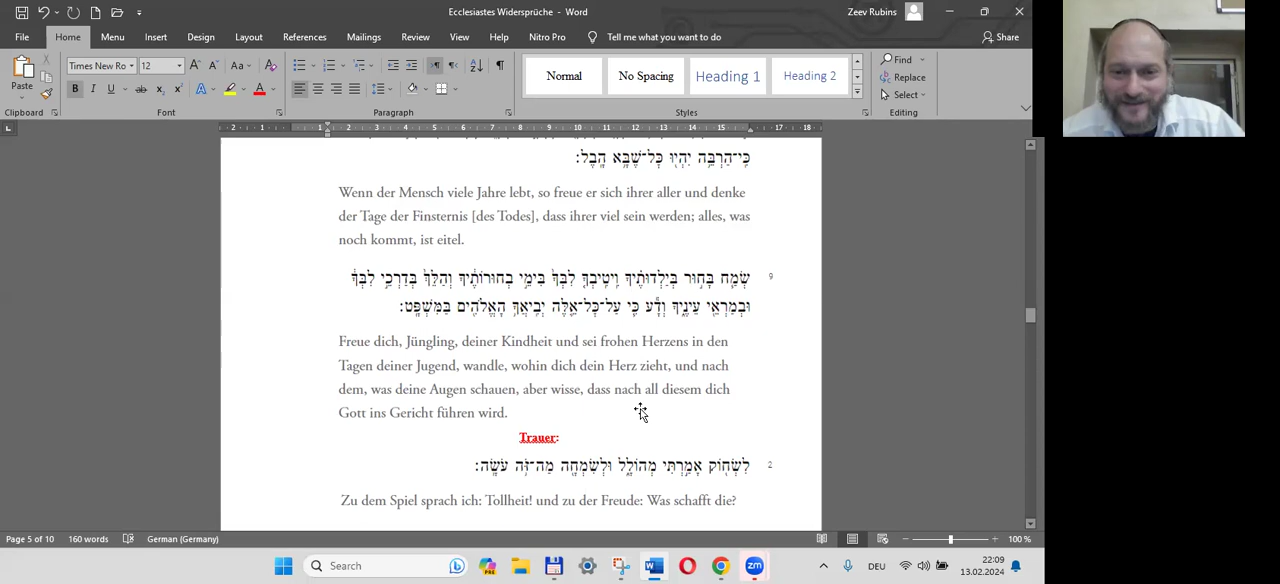 Ecclesiastes Widersprüche - Word
Zeev Rubins
File Home Menu Insert Design Layout References Mailings Review View Help Nitro Pro Tell me what you want to do Share
Times New Ro 12
Normal No Spacing Heading 1 Heading 2
Find
Replace
Select
Paste
Clipboard Font Paragraph Styles Editing
כִּי־הַרְבֵּה יִהְיוּ כׇּל־שֶׁבָּא הָבֶל׃
Wenn der Mensch viele Jahre lebt, so freue er sich ihrer aller und denke
der Tage der Finsternis [des Todes], dass ihrer viel sein werden; alles, was
noch kommt, ist eitel.
9 שְׂמַח בָּחוּר בְּיַלְדוּתֶיךָ וִיטִיבְךָ לִבְּךָ בִּימֵי בְחוּרוֹתֶיךָ וְהַלֵּךְ בְּדַרְכֵי לִבְּךָ
וּבְמַרְאֵי עֵינֶיךָ וְדָע כִּי עַל־כׇּל־אֵלֶּה יְבִיאֲךָ הָאֱלֹהִים בַּמִּשְׁפָּט׃
Freue dich, Jüngling, deiner Kindheit und sei frohen Herzens in den
Tagen deiner Jugend, wandle, wohin dich dein Herz zieht, und nach
dem, was deine Augen schauen, aber wisse, dass nach all diesem dich
Gott ins Gericht führen wird.
Trauer:
2 לִשְׂחוֹק אָמַרְתִּי מְהוֹלָל וּלְשִׂמְחָה מַה־זֹּה עֹשָׂה׃
Zu dem Spiel sprach ich: Tollheit! und zu der Freude: Was schafft die?
Page 5 of 10 160 words German (Germany) 100 %
Search DEU 22:09
13.02.2024